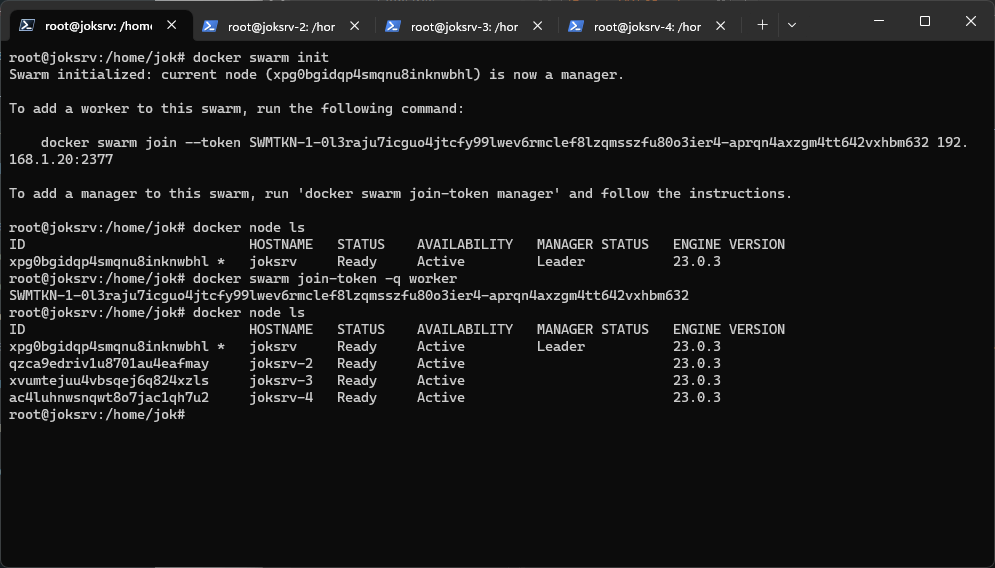 root@joksrv: /home
root@joksrv-2: /hor
root@joksrv-3: /hor
root@joksrv-4: /hor
root@joksrv:/home/jok# docker swarm init
Swarm initialized: current node (xpg0bgidqp4smqnu8inknwbhl) is now a manager.
To add a worker to this swarm, run the following command:
docker swarm join --token SWMTKN-1-0l3raju7icguo4jtcfy99lwev6rmclef8lzqmsszfu80o3ier4-aprqn4axzgm4tt642vxhbm632 192.
168.1.20:2377
To add a manager to this swarm, run 'docker swarm join-token manager' and follow the instructions.
root@joksrv:/home/jok# docker node ls
ID HOSTNAME STATUS AVAILABILITY MANAGER STATUS ENGINE VERSION
xpg0bgidqp4smqnu8inknwbhl * joksrv Ready Active Leader 23.0.3
root@joksrv:/home/jok# docker swarm join-token -q worker
SWMTKN-1-0l3raju7icguo4jtcfy99lwev6rmclef8lzqmsszfu80o3ier4-aprqn4axzgm4tt642vxhbm632
root@joksrv:/home/jok# docker node ls
ID HOSTNAME STATUS AVAILABILITY MANAGER STATUS ENGINE VERSION
xpg0bgidqp4smqnu8inknwbhl * joksrv Ready Active Leader 23.0.3
qzca9edriv1u8701au4eafmay joksrv-2 Ready Active 23.0.3
xvumtejuu4vbsqej6q824xzls joksrv-3 Ready Active 23.0.3
ac4luhnwsnqwt8o7jac1qh7u2 joksrv-4 Ready Active 23.0.3
root@joksrv:/home/jok#